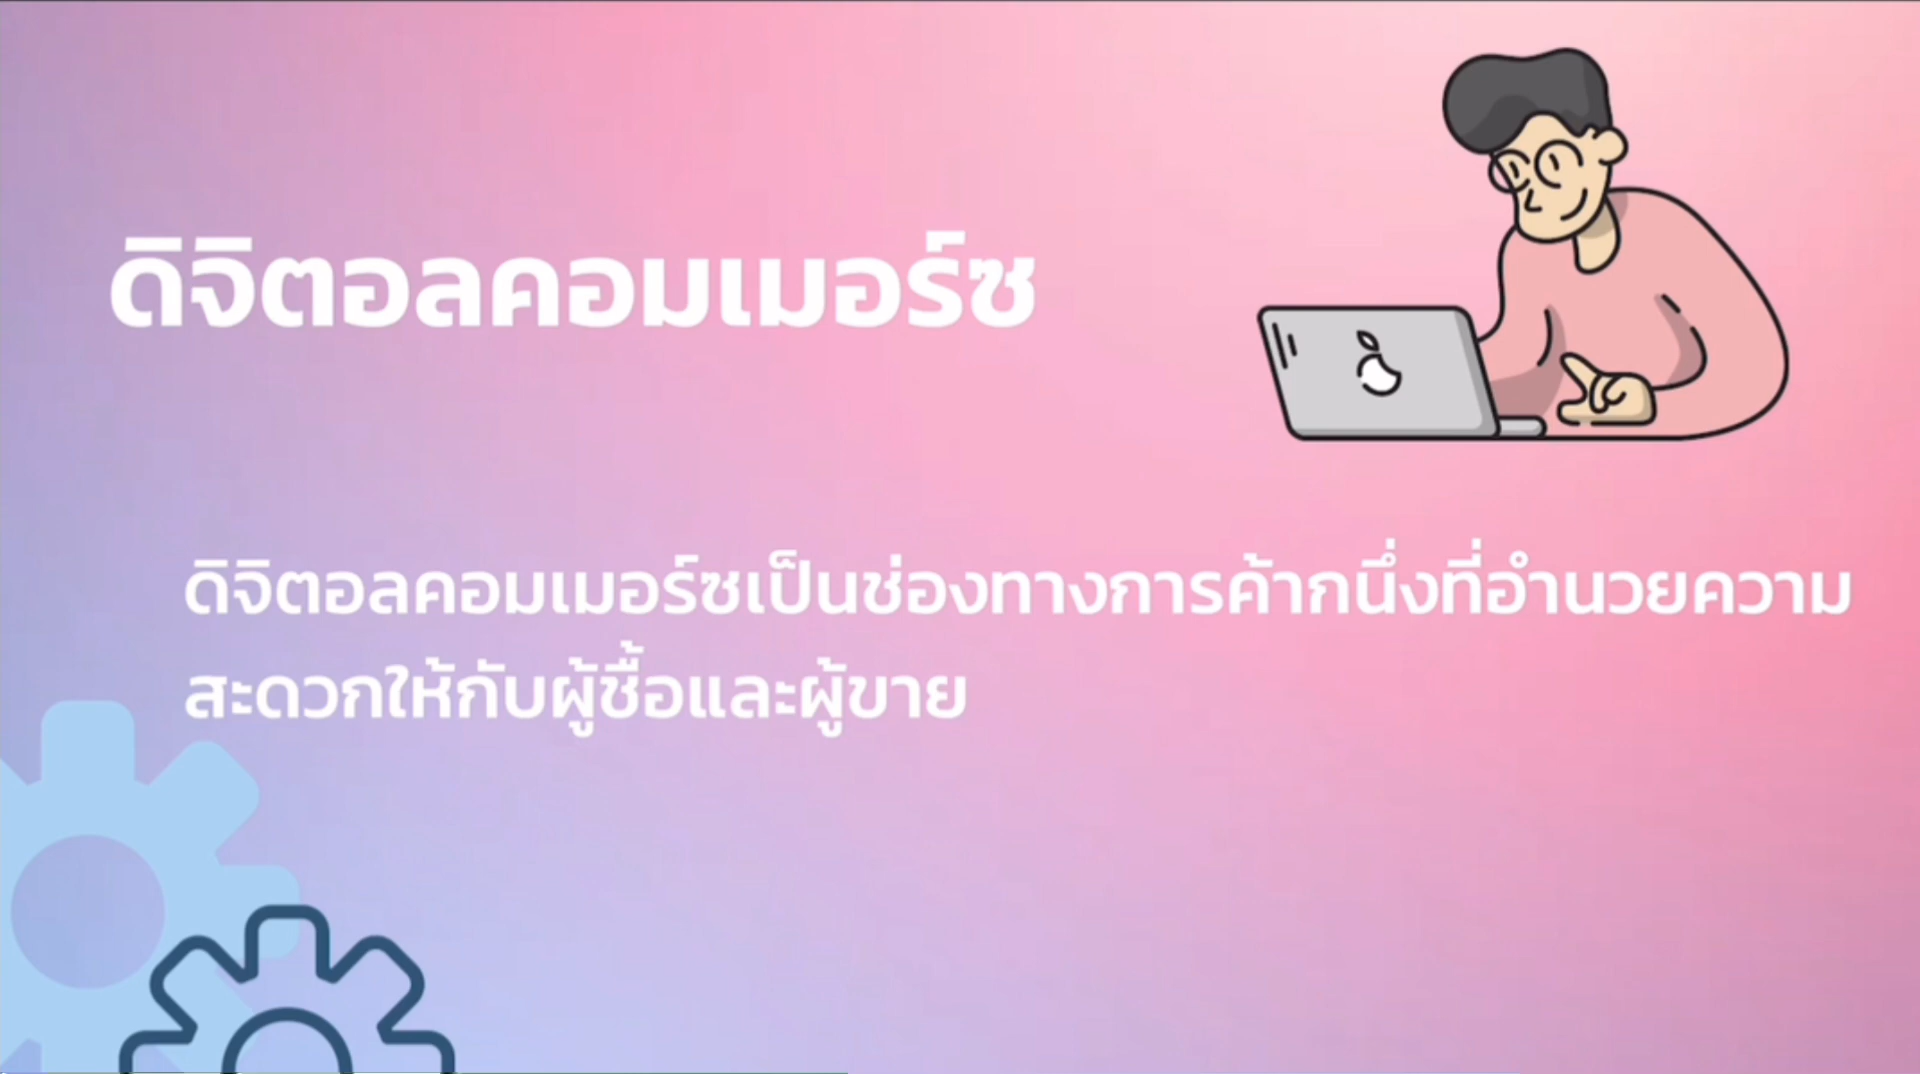 ดิจิตอลคอมเมอร์ซ
ดิจิตอลคอมเมอร์ซเป็นช่องทางการค้ากนึ่งที่อำนวยความ
สะดวกให้กับผู้ซื้อและผู้ขาย